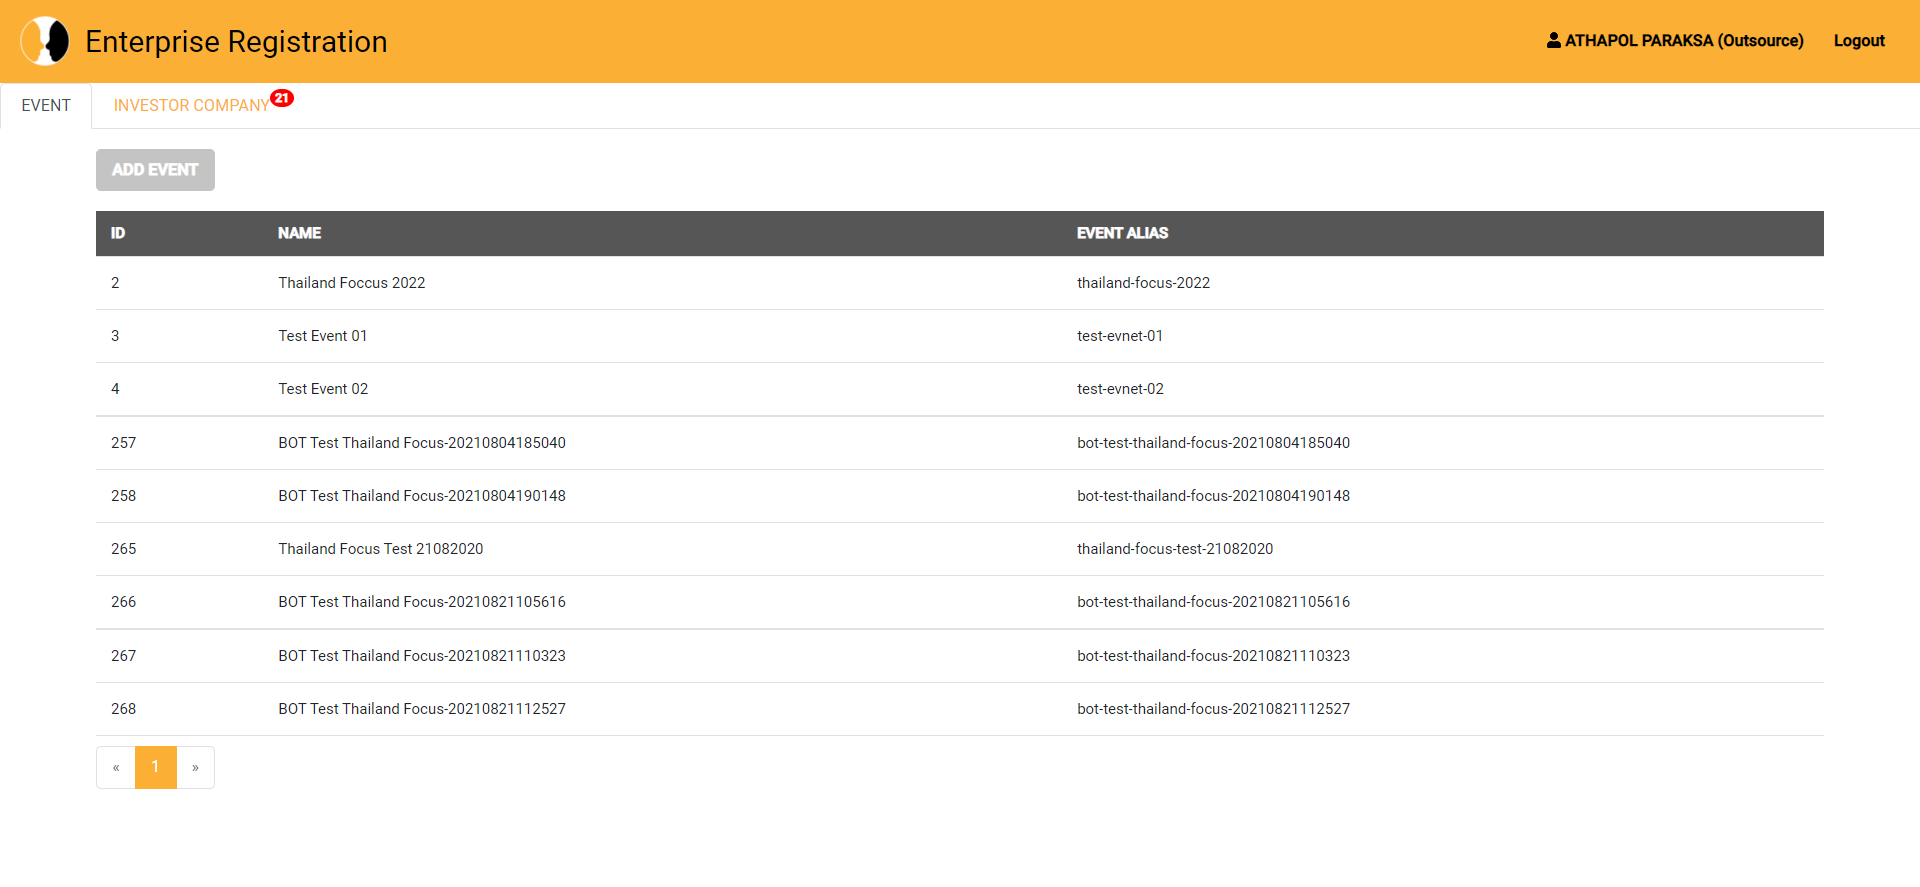 Enterprise Registration
ATHAPOL PARAKSA (Outsource) Logout
EVENT INVESTOR COMPANY 21
ADD EVENT
ID NAME EVENT ALIAS
2 Thailand Foccus 2022 thailand-focus-2022
3 Test Event 01 test-evnet-01
4 Test Event 02 test-evnet-02
257 BOT Test Thailand Focus-20210804185040 bot-test-thailand-focus-20210804185040
258 BOT Test Thailand Focus-20210804190148 bot-test-thailand-focus-20210804190148
265 Thailand Focus Test 21082020 thailand-focus-test-21082020
266 BOT Test Thailand Focus-20210821105616 bot-test-thailand-focus-20210821105616
267 BOT Test Thailand Focus-20210821110323 bot-test-thailand-focus-20210821110323
268 BOT Test Thailand Focus-20210821112527 bot-test-thailand-focus-20210821112527
« 1 »